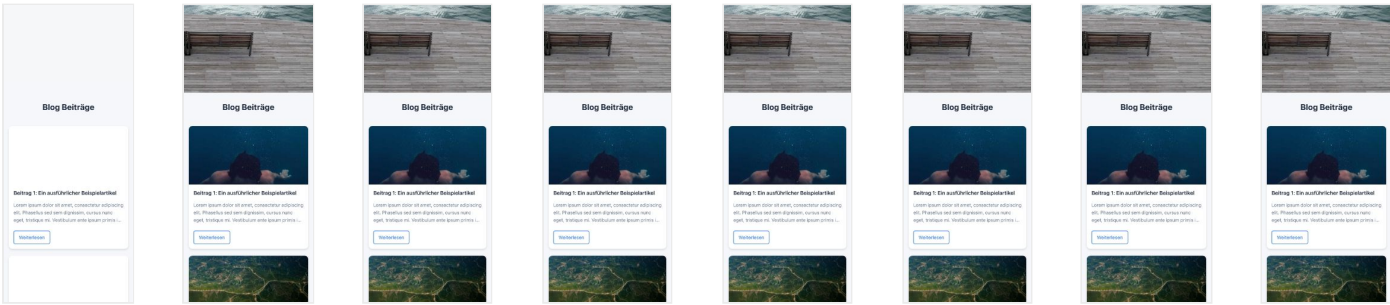 Blog Beiträge
Beitrag 1: Ein ausführlicher Beispielartikel
Lorem ipsum dolor sit amet, consectetur adipiscing
elit. Phasellus sed sem dignissim, cursus nunc
eget, tristique mi. Vestibulum ante ipsum primis i...
Weiterlesen
Blog Beiträge
Beitrag 1: Ein ausführlicher Beispielartikel
Lorem ipsum dolor sit amet, consectetur adipiscing
elit. Phasellus sed sem dignissim, cursus nunc
eget, tristique mi. Vestibulum ante ipsum primis i...
Weiterlesen
Blog Beiträge
Beitrag 1: Ein ausführlicher Beispielartikel
Lorem ipsum dolor sit amet, consectetur adipiscing
elit. Phasellus sed sem dignissim, cursus nunc
eget, tristique mi. Vestibulum ante ipsum primis i...
Weiterlesen
Blog Beiträge
Beitrag 1: Ein ausführlicher Beispielartikel
Lorem ipsum dolor sit amet, consectetur adipiscing
elit. Phasellus sed sem dignissim, cursus nunc
eget, tristique mi. Vestibulum ante ipsum primis i...
Weiterlesen
Blog Beiträge
Beitrag 1: Ein ausführlicher Beispielartikel
Lorem ipsum dolor sit amet, consectetur adipiscing
elit. Phasellus sed sem dignissim, cursus nunc
eget, tristique mi. Vestibulum ante ipsum primis i...
Weiterlesen
Blog Beiträge
Beitrag 1: Ein ausführlicher Beispielartikel
Lorem ipsum dolor sit amet, consectetur adipiscing
elit. Phasellus sed sem dignissim, cursus nunc
eget, tristique mi. Vestibulum ante ipsum primis i...
Weiterlesen
Blog Beiträge
Beitrag 1: Ein ausführlicher Beispielartikel
Lorem ipsum dolor sit amet, consectetur adipiscing
elit. Phasellus sed sem dignissim, cursus nunc
eget, tristique mi. Vestibulum ante ipsum primis i...
Weiterlesen
Blog Beiträge
Beitrag 1: Ein ausführlicher Beispielartikel
Lorem ipsum dolor sit amet, consectetur adipiscing
elit. Phasellus sed sem dignissim, cursus nunc
eget, tristique mi. Vestibulum ante ipsum primis i...
Weiterlesen